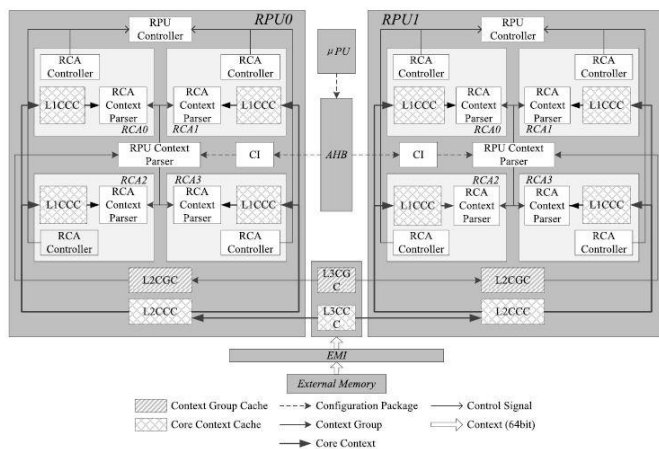 RPU0
RPU
Controller
RCA
Controller
RCA
Controller
L1CCC
RCA
Context
Parser
RCA0
RCA
Context
Parser
RCA1
L1CCC
RPU Context
Parser
CI
RCA2
RCA3
L1CCC
RCA
Context
Parser
RCA
Context
Parser
L1CCC
RCA
Controller
RCA
Controller
L2CGC
L2CCC
μPU
AHB
L3CG
C
L3CC
C
EMI
External Memory
RPU1
RPU
Controller
RCA
Controller
RCA
Controller
L1CCC
RCA
Context
Parser
RCA0
RCA
Context
Parser
RCA1
L1CCC
CI
RPU Context
Parser
RCA2
RCA3
L1CCC
RCA
Context
Parser
RCA
Context
Parser
L1CCC
RCA
Controller
RCA
Controller
L2CGC
L2CCC
Context Group Cache
Configuration Package
Control Signal
Core Context Cache
Context Group
Context (64bit)
Core Context